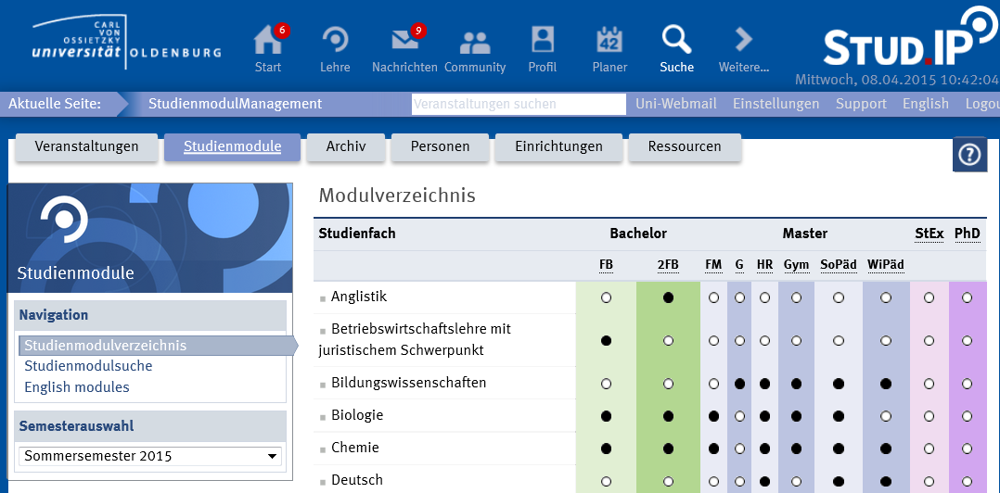 CARL
VON
OSSIETZKY
universität OLDENBURG
6
9
42
Start Lehre Nachrichten Community Profil Planer Suche Weitere...
STUD.IP
Mittwoch, 08.04.2015 10:42:04
Aktuelle Seite: StudienmodulManagement Veranstaltungen suchen Uni-Webmail Einstellungen Support English Logou
Veranstaltungen Studienmodule Archiv Personen Einrichtungen Ressourcen
?
Studienmodule
Navigation
Studienmodulverzeichnis
Studienmodulsuche
English modules
Semesterauswahl
Sommersemester 2015
Modulverzeichnis
Studienfach Bachelor Master StEx PhD
FB 2FB FM G HR Gym SoPäd WiPäd
Anglistik
Betriebswirtschaftslehre mit
juristischem Schwerpunkt
Bildungswissenschaften
Biologie
Chemie
Deutsch